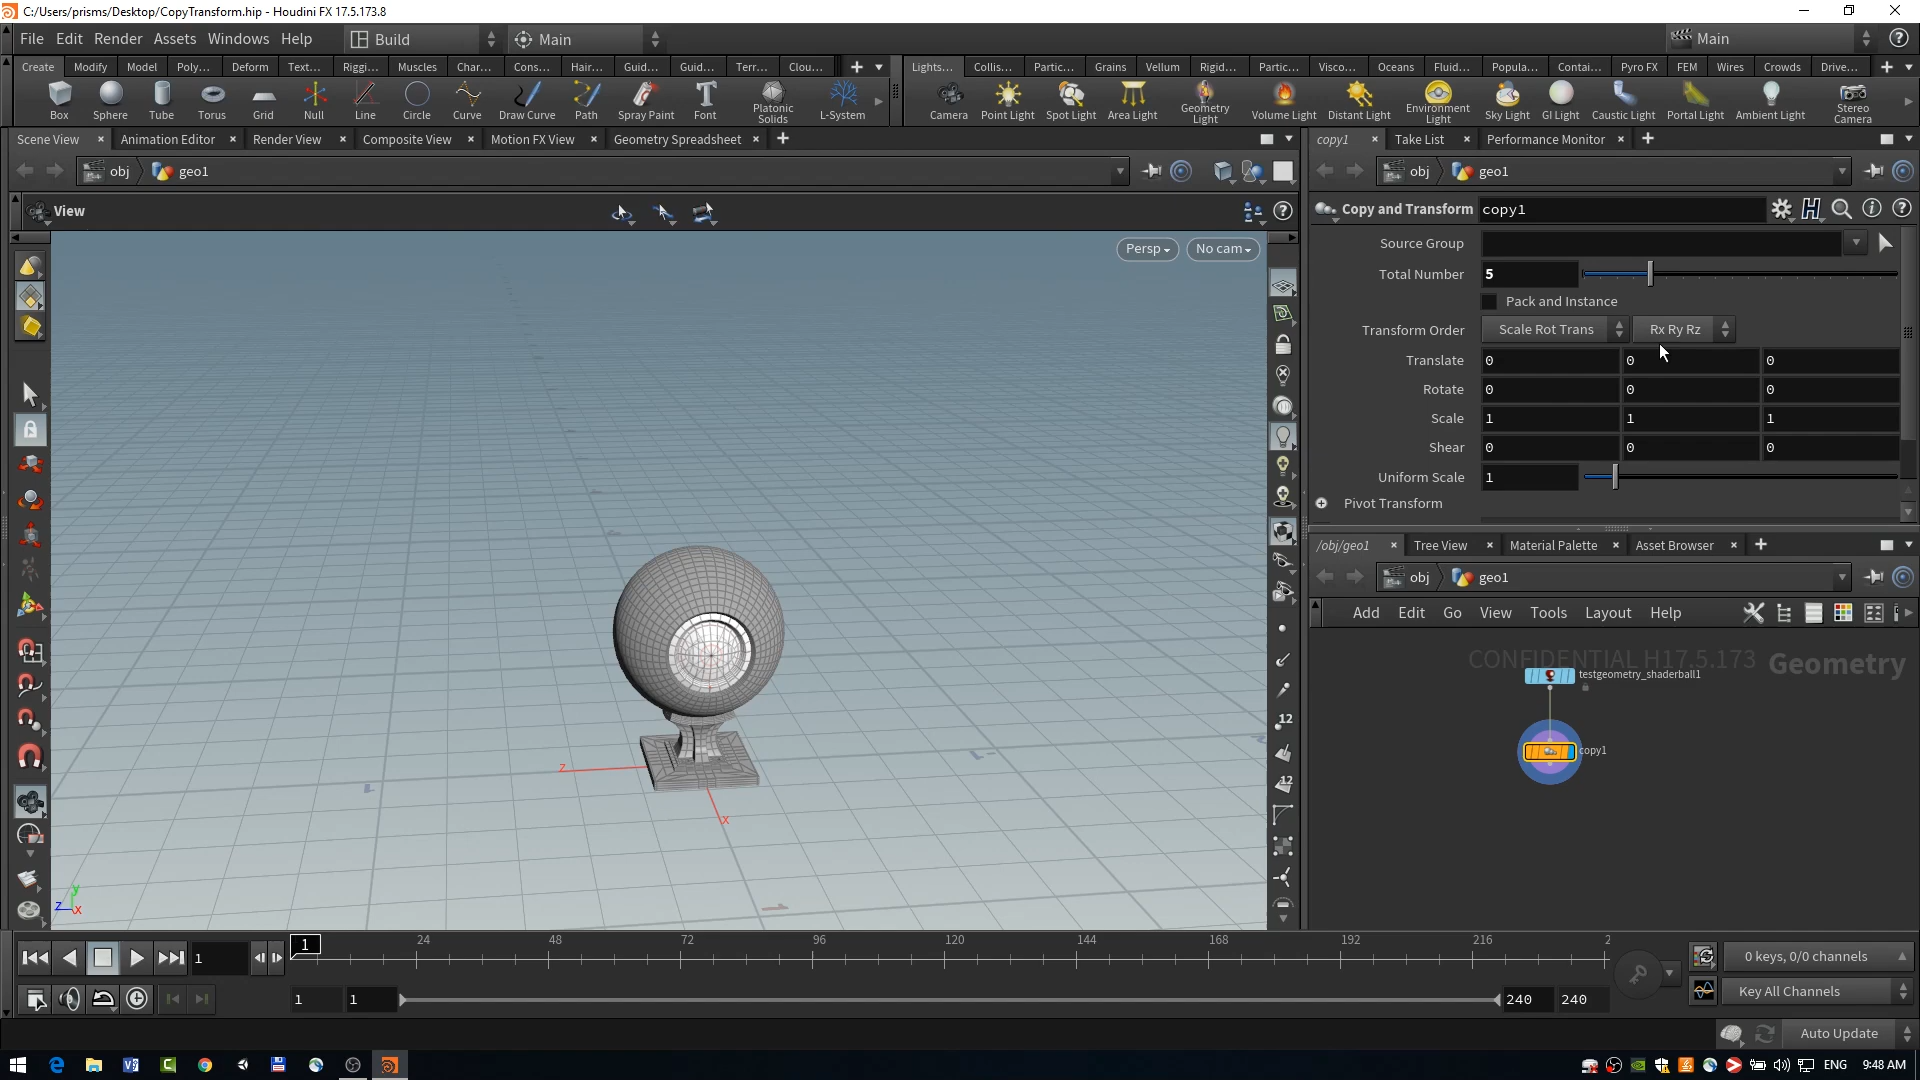 C:/Users/prisms/Desktop/CopyTransform.hip - Houdini FX 17.5.173.8
File Edit Render Assets Windows Help Build Main Main
Create Modify Model Poly... Deform Text... Riggi... Muscles Char... Cons... Hair... Guid... Guid... Terr... Clou...
Lights... Collis... Partic... Grains Vellum Rigid... Partic... Visco... Oceans Fluid... Popula... Contai... Pyro FX FEM Wires Crowds Drive...
Box Sphere Tube Torus Grid Null Line Circle Curve Draw Curve Path Spray Paint Font Platonic Solids L-System
Camera Point Light Spot Light Area Light Geometry Light Volume Light Distant Light Environment Light Sky Light GI Light Caustic Light Portal Light Ambient Light Stereo Camera
Scene View Animation Editor Render View Composite View Motion FX View Geometry Spreadsheet
obj geo1
View
Persp No cam
z
x
y
z x
copy1 Take List Performance Monitor
obj geo1
Copy and Transform copy1
Source Group
Total Number 5
Pack and Instance
Transform Order Scale Rot Trans Rx Ry Rz
Translate 0 0 0
Rotate 0 0 0
Scale 1 1 1
Shear 0 0 0
Uniform Scale 1
Pivot Transform
/obj/geo1 Tree View Material Palette Asset Browser
obj geo1
Add Edit Go View Tools Layout Help
CONFIDENTIAL H17.5.173 Geometry
testgeometry_shaderball1
copy1
12
12
1 1 24 48 72 96 120 144 168 192 216 2
0 keys, 0/0 channels
1 1 240 240 Key All Channels
Auto Update
ENG 9:48 AM